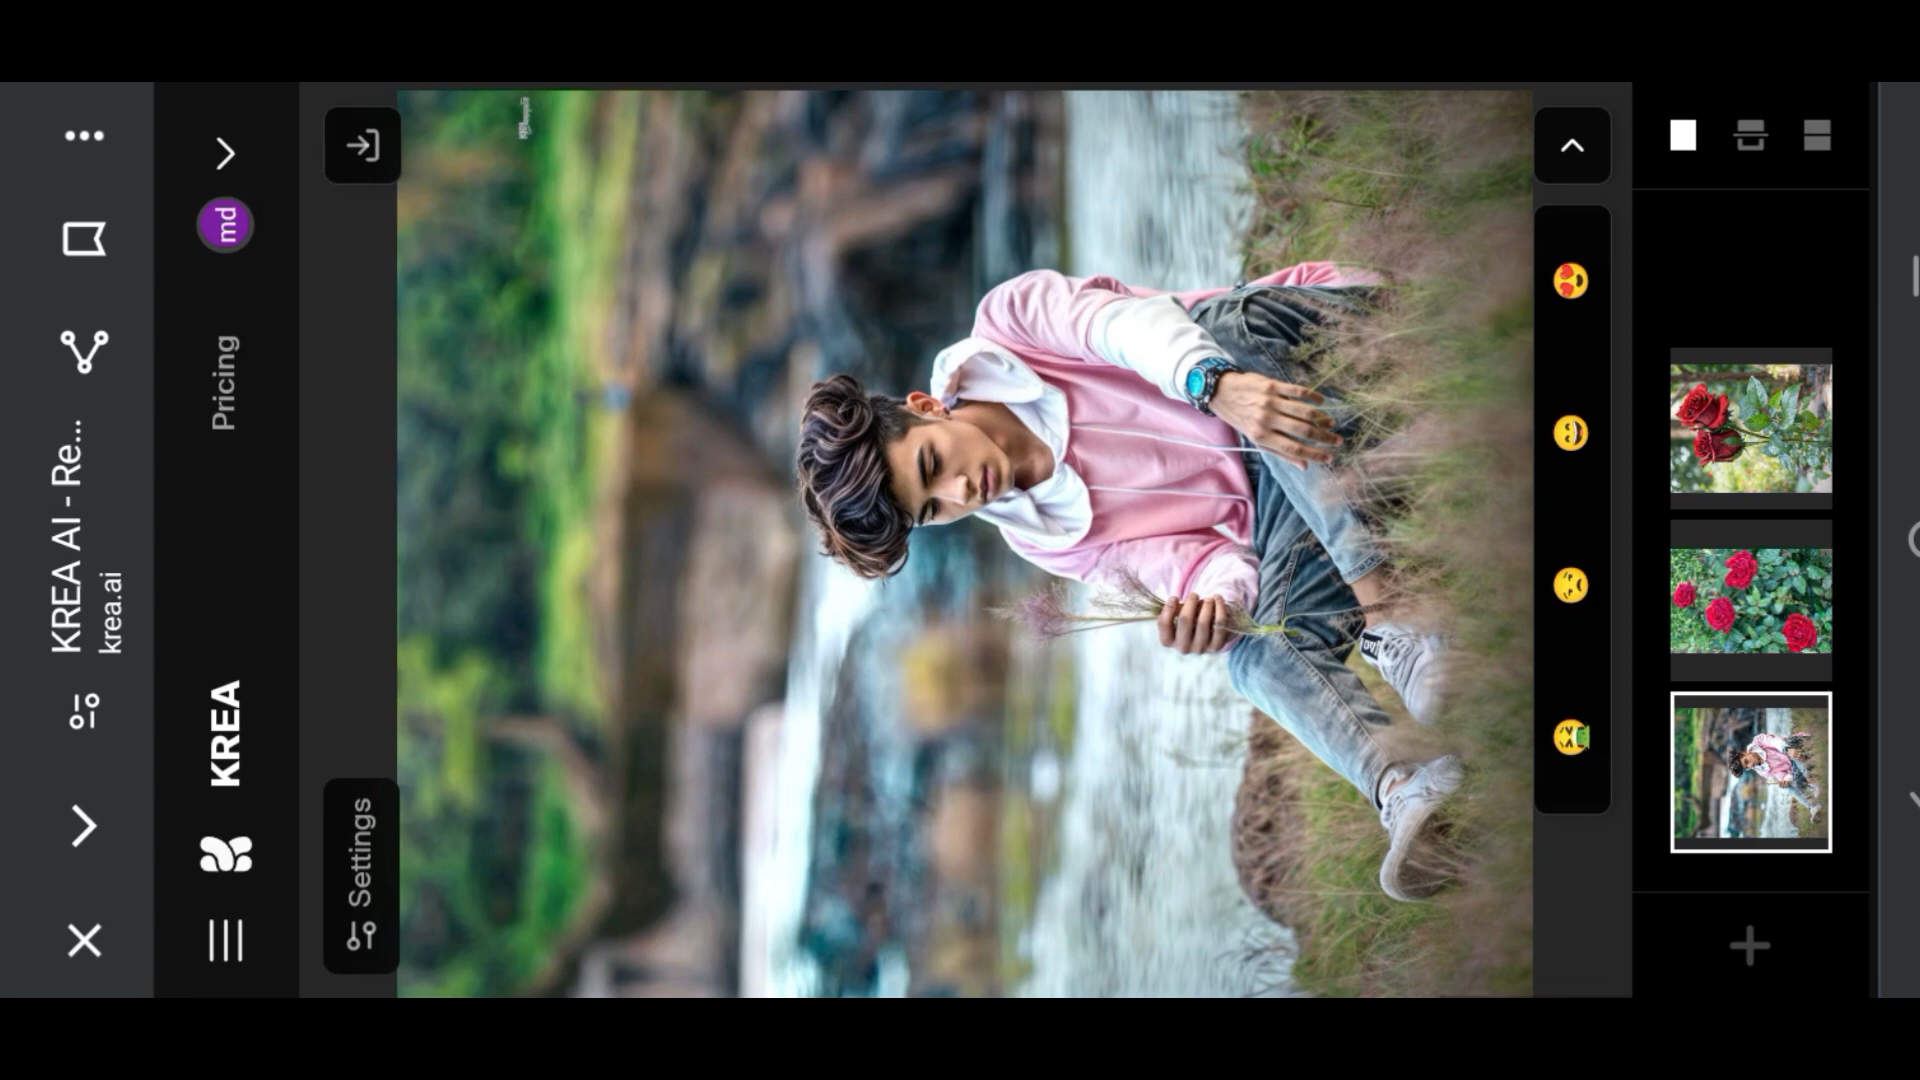 KREA AI - Re...
krea.ai
KREA
Pricing
md
Settings